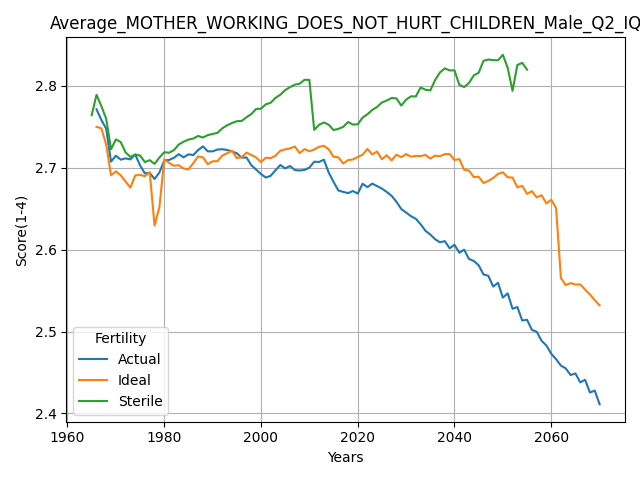 Average_MOTHER_WORKING_DOES_NOT_HURT_CHILDREN_Male_Q2_IQ
Score(1-4)
2.8
2.7
2.6
2.5
2.4
Fertility
Actual
Ideal
Sterile
1960 1980 2000 2020 2040 2060
Years